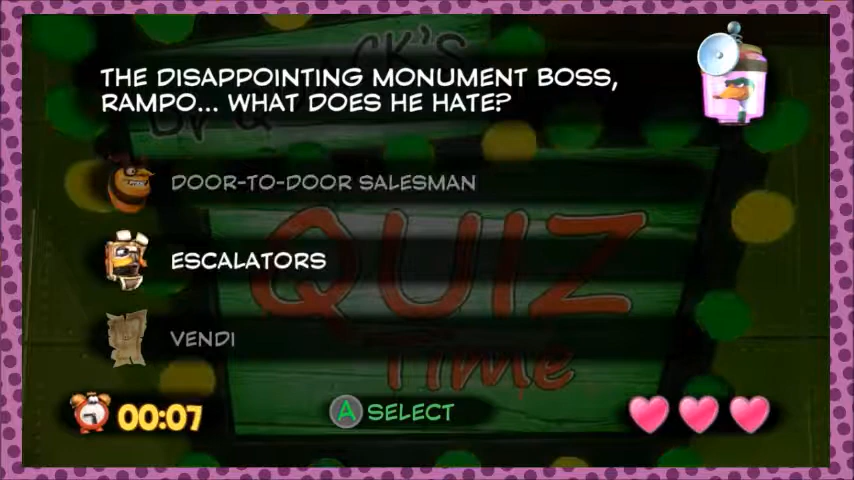 THE DISAPPOINTING MONUMENT BOSS,
RAMPO... WHAT DOES HE HATE?
DOOR-TO-DOOR SALESMAN
ESCALATORS
VENDI
QUIZ
Time
00:07
A SELECT